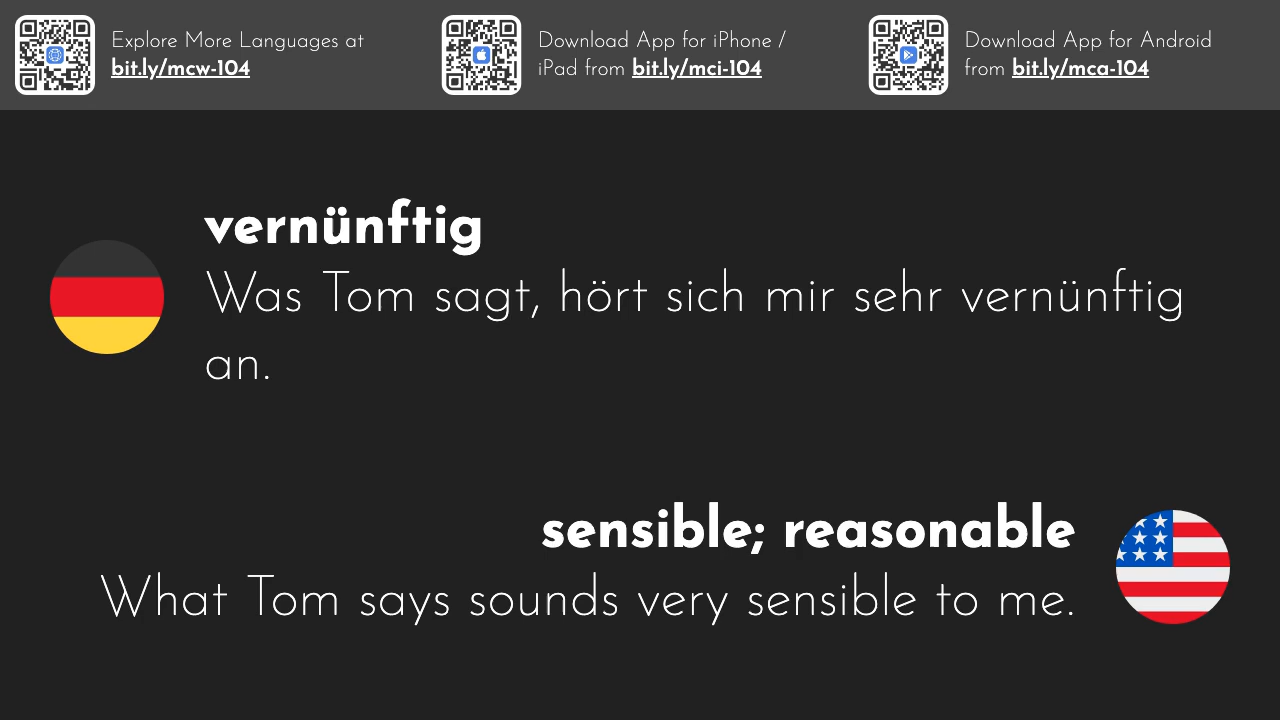 Explore More Languages at
bit.ly/mcw-104
Download App for iPhone /
iPad from bit.ly/mci-104
Download App for Android
from bit.ly/mca-104
vernünftig
Was Tom sagt, hört sich mir sehr vernünftig
an.
sensible; reasonable
What Tom says sounds very sensible to me.